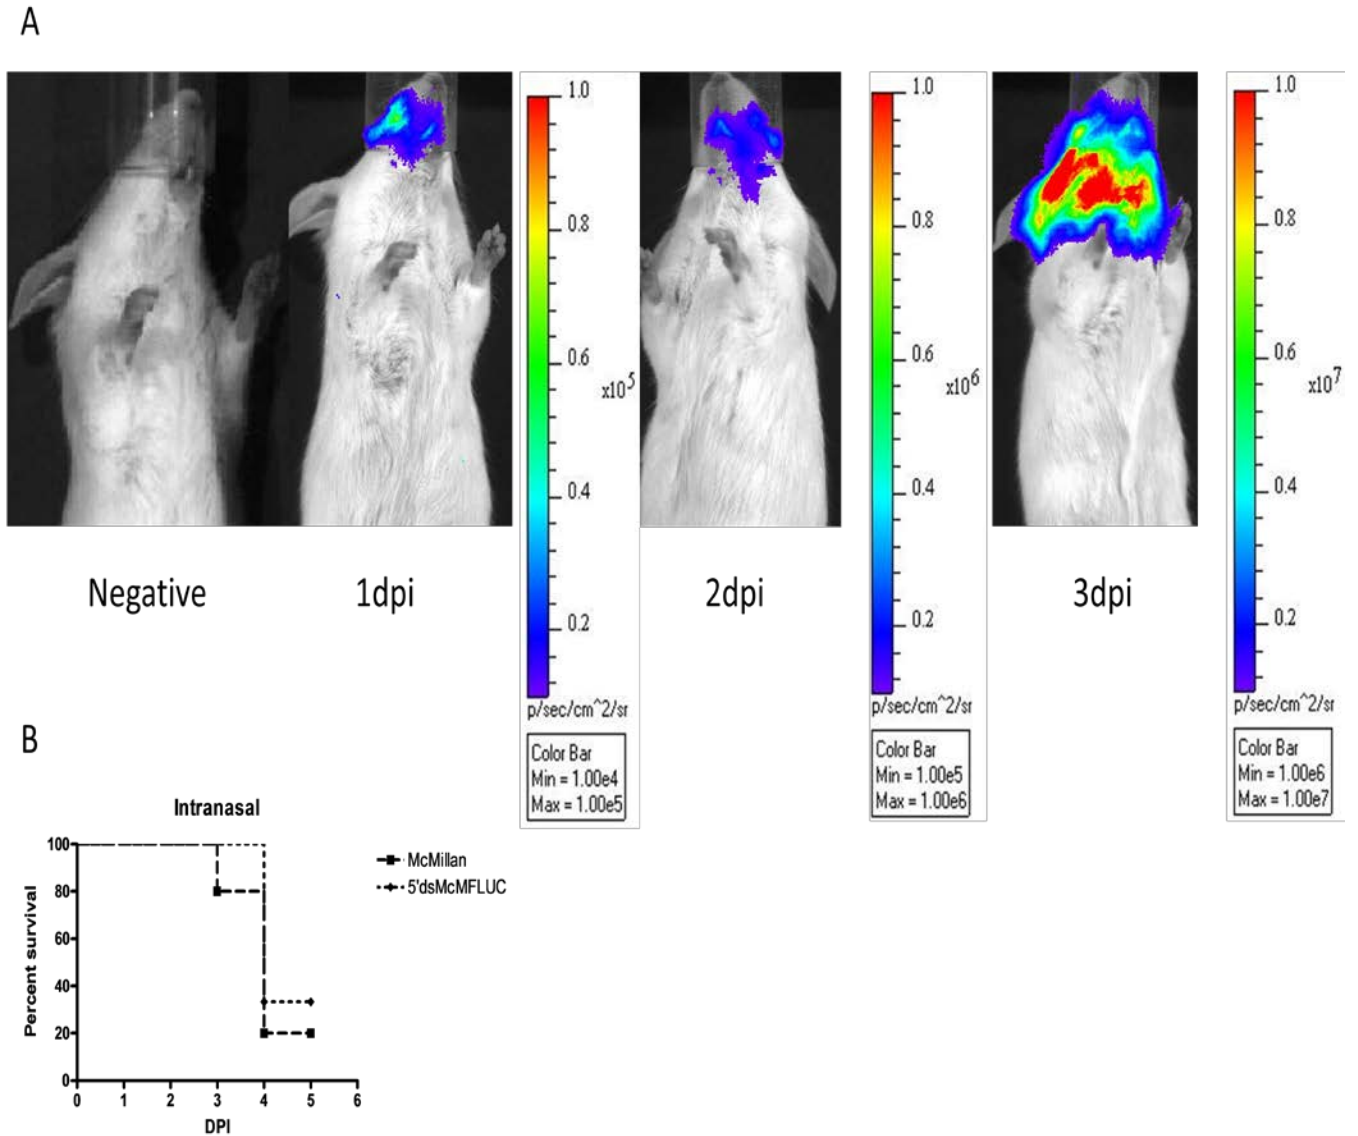 A
1.0
0.8
0.6
x10^5
0.4
0.2
p/sec/cm^2/sr
Color Bar
Min = 1.00e4
Max = 1.00e5
1.0
0.8
0.6
x10^6
0.4
0.2
p/sec/cm^2/sr
Color Bar
Min = 1.00e5
Max = 1.00e6
1.0
0.8
0.6
x10^7
0.4
0.2
p/sec/cm^2/sr
Color Bar
Min = 1.00e6
Max = 1.00e7
Negative 1dpi 2dpi 3dpi
B
Intranasal
100
80
60
40
20
0
Percent survival
0 1 2 3 4 5 6
DPI
McMillan
5'dsMcMFLUC